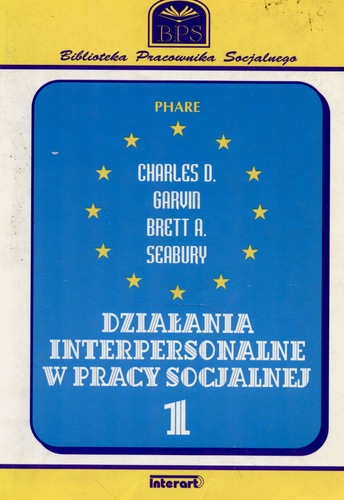 BPS
Biblioteka Pracownika Socjalnego
PHARE
CHARLES D.
GARVIN
BRETT A.
SEABURY
DZIAŁANIA
INTERPERSONALNE
W PRACY SOCJALNEJ
1
interart